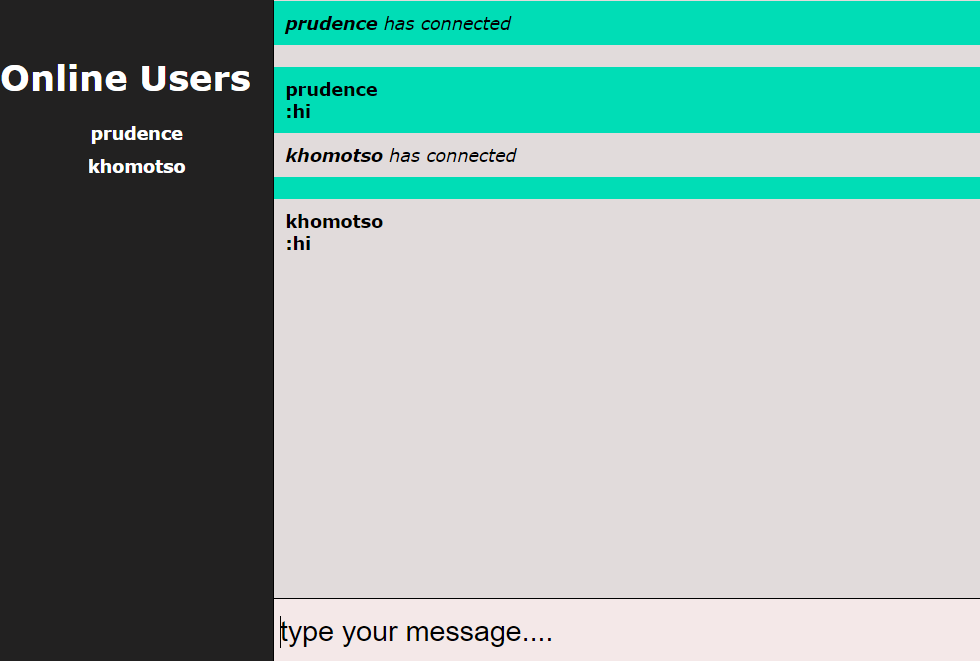 Online Users
prudence
khomotso
prudence has connected
prudence
:hi
khomotso has connected
khomotso
:hi
type your message....